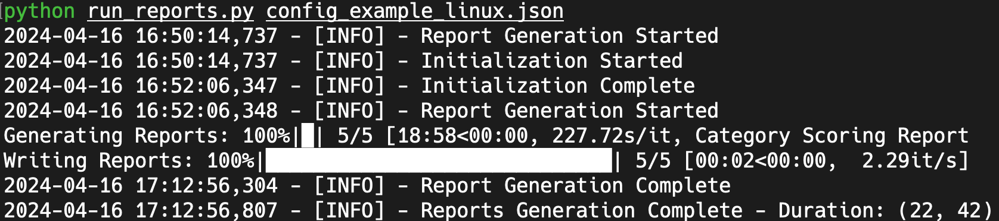 python run_reports.py config_example_linux.json
2024-04-16 16:50:14,737 - [INFO] - Report Generation Started
2024-04-16 16:50:14,737 - [INFO] - Initialization Started
2024-04-16 16:52:06,347 - [INFO] - Initialization Complete
2024-04-16 16:52:06,348 - [INFO] - Report Generation Started
Generating Reports: 100%|█| 5/5 [18:58<00:00, 227.72s/it, Category Scoring Report
Writing Reports: 100%|█████████████████████████████| 5/5 [00:02<00:00,  2.29it/s]
2024-04-16 17:12:56,304 - [INFO] - Report Generation Complete
2024-04-16 17:12:56,807 - [INFO] - Reports Generation Complete - Duration: (22, 42)